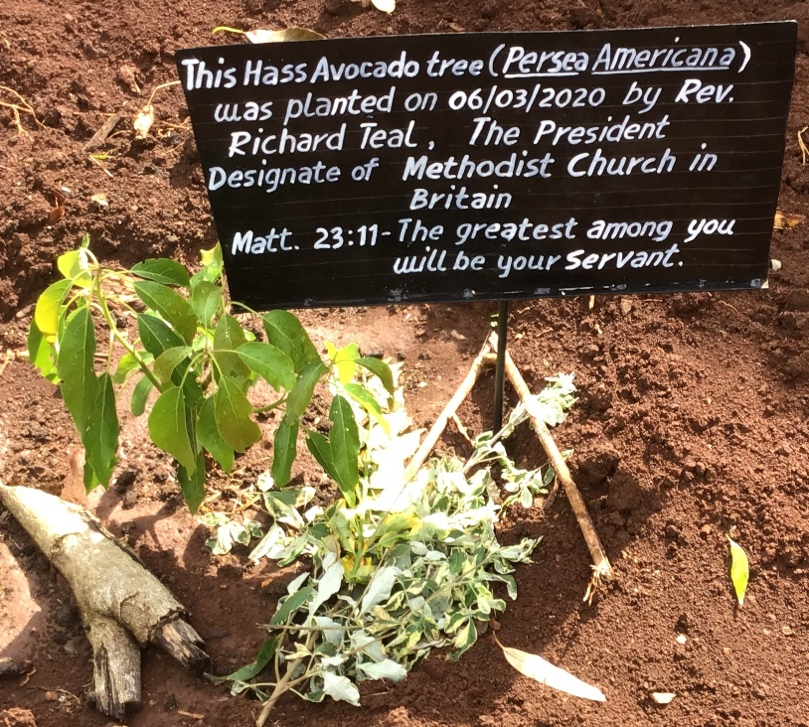 This Hass Avocado tree (Persea Americana)
was planted on 06/03/2020 by Rev.
Richard Teal, The President
Designate of Methodist Church in
Britain
Matt. 23:11- The greatest among you
will be your servant.